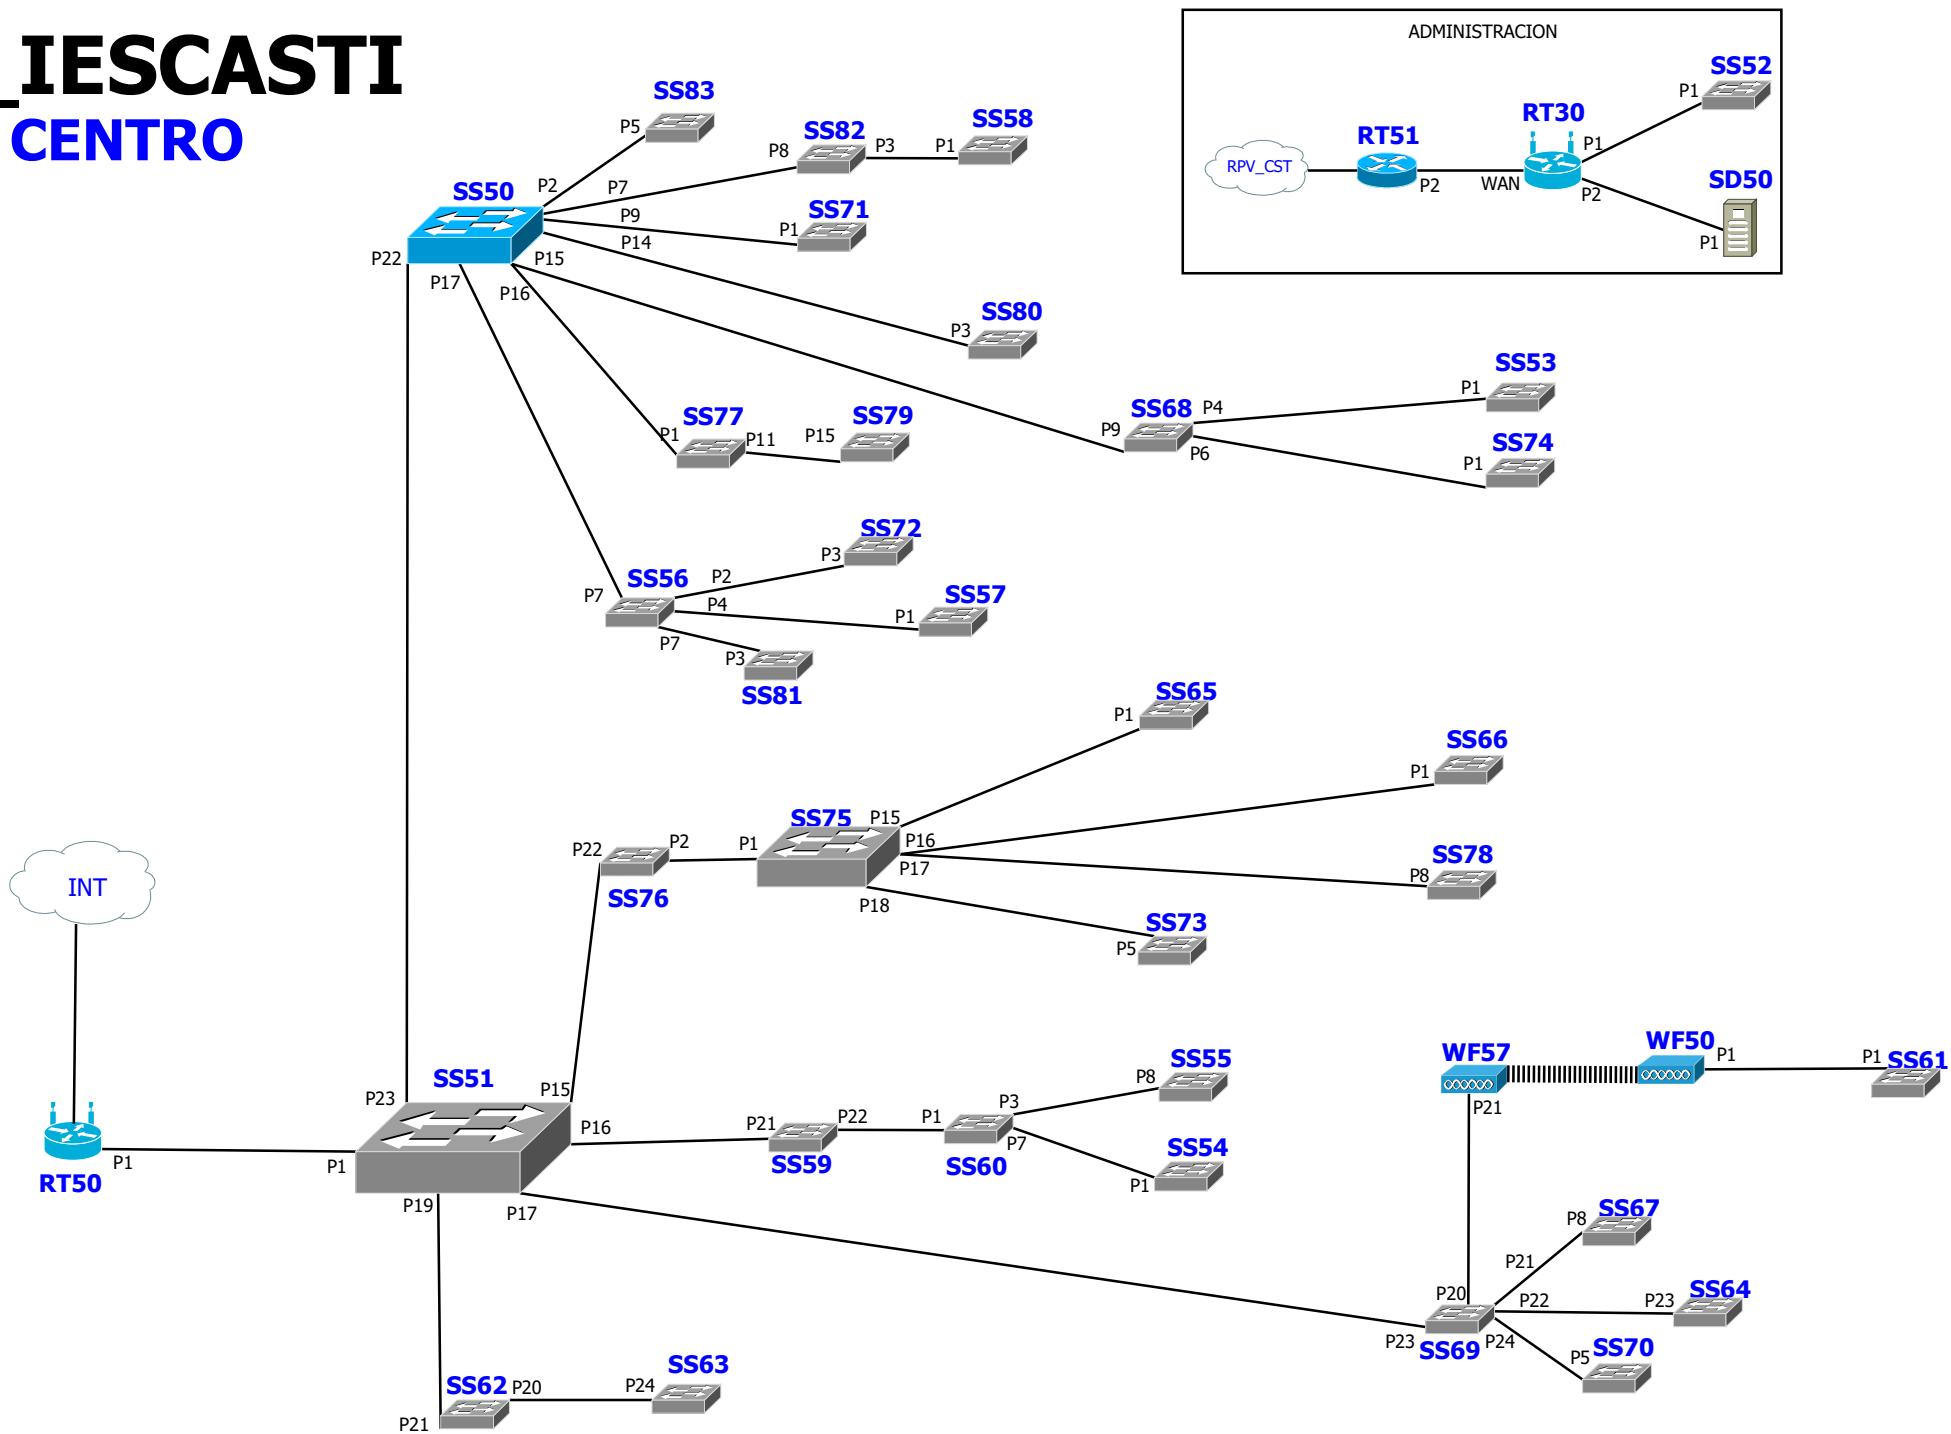 _IESCASTI
CENTRO
ADMINISTRACION
SS52
P1
RT30
RT51
P1
RPV_CST
P2
WAN
P2
SD50
P1
SS83
P5
SS82
SS58
P8
P3
P1
SS50
P2
P7
P9
SS71
P1
P14
P22
P15
P17
P16
SS80
P3
SS53
P1
SS68
P4
P9
P6
SS74
P1
SS77
SS79
P1
P11
P15
SS72
P3
SS56
P2
P7
P4
SS57
P1
P7
P3
SS81
SS65
P1
SS66
P1
SS75
P15
P22
P2
P1
P16
P17
SS78
P8
SS76
P18
SS73
P5
INT
WF57
WF50
P1
P1
SS61
P21
SS51
P23
P15
SS55
P8
P16
P21
P22
P1
P3
P7
SS59
SS60
SS54
P1
RT50
P1
P1
P19
P17
SS67
P8
P21
P20
P22
P23
SS64
P23
SS69
P24
SS70
P5
SS63
SS62
P20
P24
P21